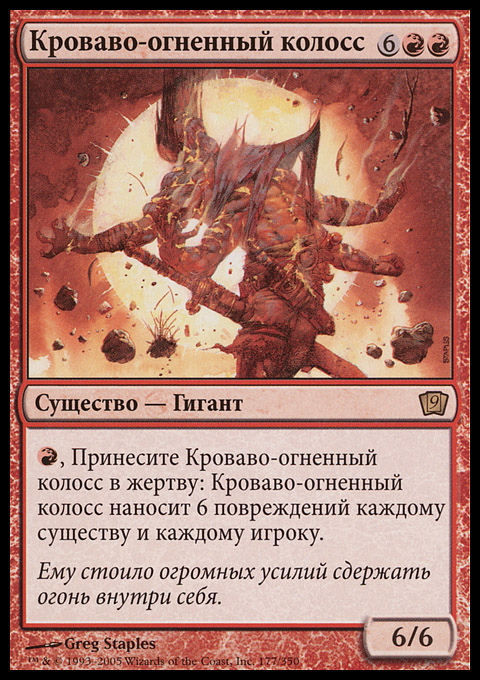 Кроваво-огненный колосс 6
STAPLES
Существо — Гигант 9
, Принесите Кроваво-огненный
колосс в жертву: Кроваво-огненный
колосс наносит 6 повреждений каждому
существу и каждому игроку.
Ему стоило огромных усилий сдержать
огонь внутри себя.
Greg Staples
6/6
™ & © 1993–2005 Wizards of the Coast, Inc. 177/350